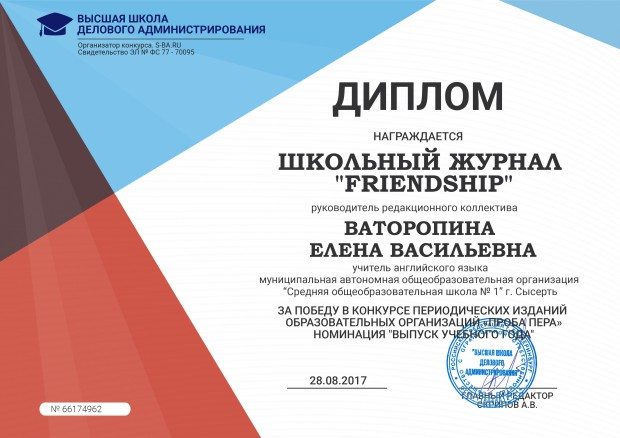 ВЫСШАЯ ШКОЛА
ДЕЛОВОГО АДМИНИСТРИРОВАНИЯ
Организатор конкурса. S-BA.RU
Свидетельство ЭЛ № ФС 77 - 70095
ДИПЛОМ
НАГРАЖДАЕТСЯ
ШКОЛЬНЫЙ ЖУРНАЛ
"FRIENDSHIP"
руководитель редакционного коллектива
ВАТОРОПИНА
ЕЛЕНА ВАСИЛЬЕВНА
учитель английского языка
муниципальная автономная общеобразовательная организация
"Средняя общеобразовательная школа № 1" г. Сысерть
ЗА ПОБЕДУ В КОНКУРСЕ ПЕРИОДИЧЕСКИХ ИЗДАНИЙ
ОБРАЗОВАТЕЛЬНЫХ ОРГАНИЗАЦИЙ «ПРОБА ПЕРА»
НОМИНАЦИЯ "ВЫПУСК УЧЕБНОГО ГОДА"
"ВЫСШАЯ ШКОЛА
ДЕЛОВОГО
АДМИНИСТРИРОВАНИЯ"
28.08.2017
ГЛАВНЫЙ РЕДАКТОР
СКРИПОВ А.В.
№ 66174962